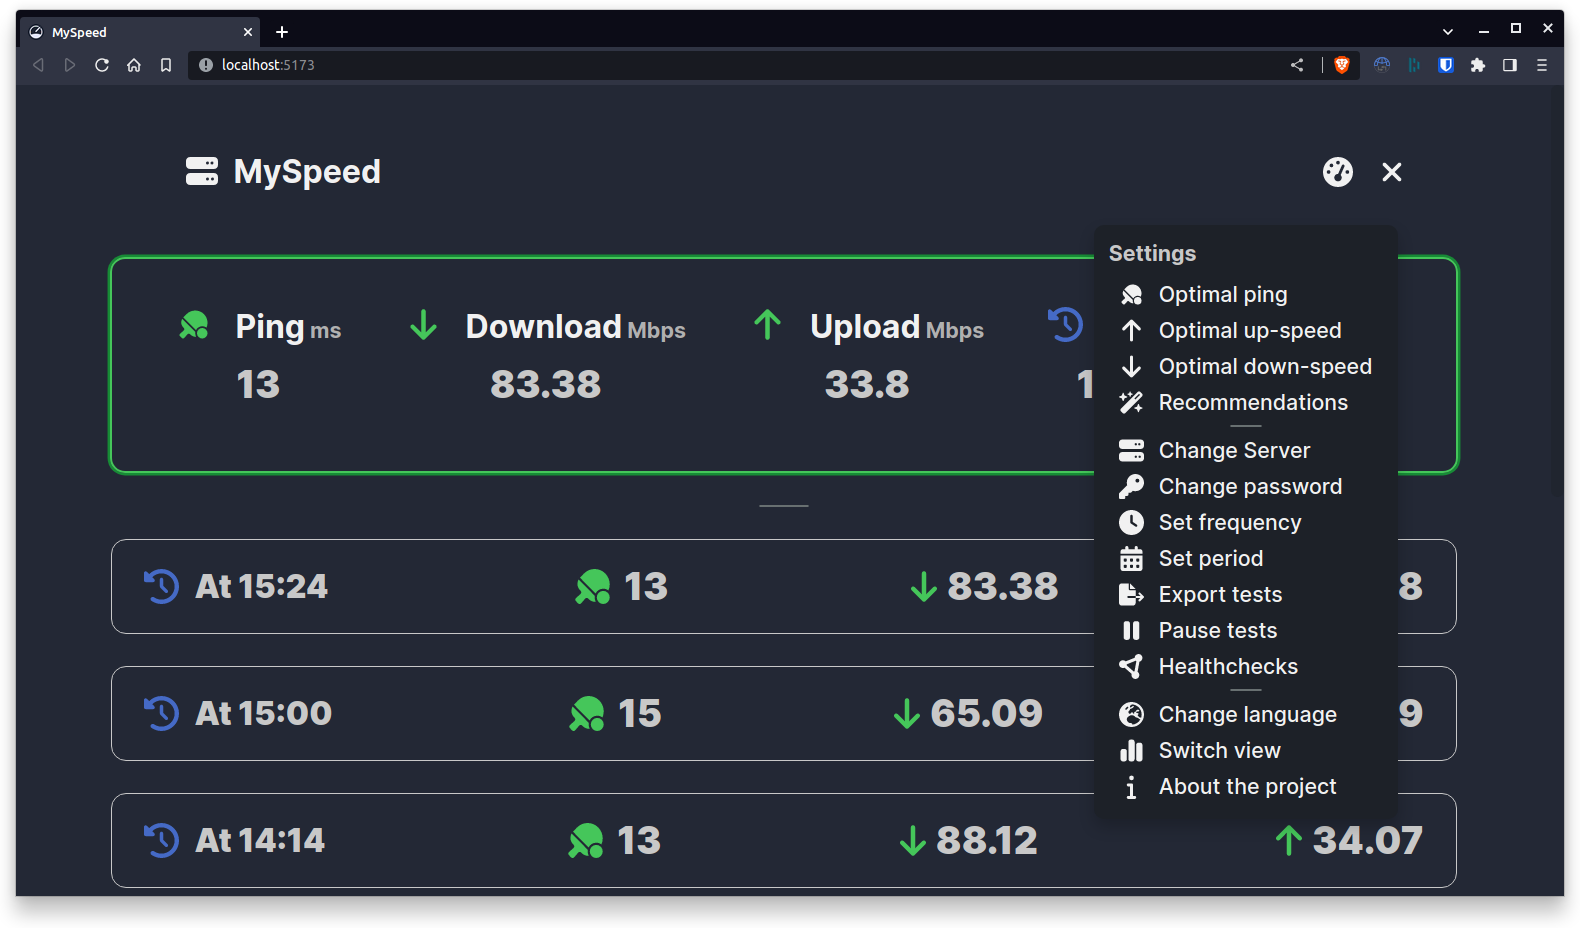 MySpeed
localhost:5173
MySpeed
Settings
Optimal ping
Optimal up-speed
Optimal down-speed
Recommendations
Change Server
Change password
Set frequency
Set period
Export tests
Pause tests
Healthchecks
Change language
Switch view
About the project
Ping ms
Download Mbps
Upload Mbps
13
83.38
33.8
1
At 15:24
13
83.38
8
At 15:00
15
65.09
9
At 14:14
13
88.12
34.07